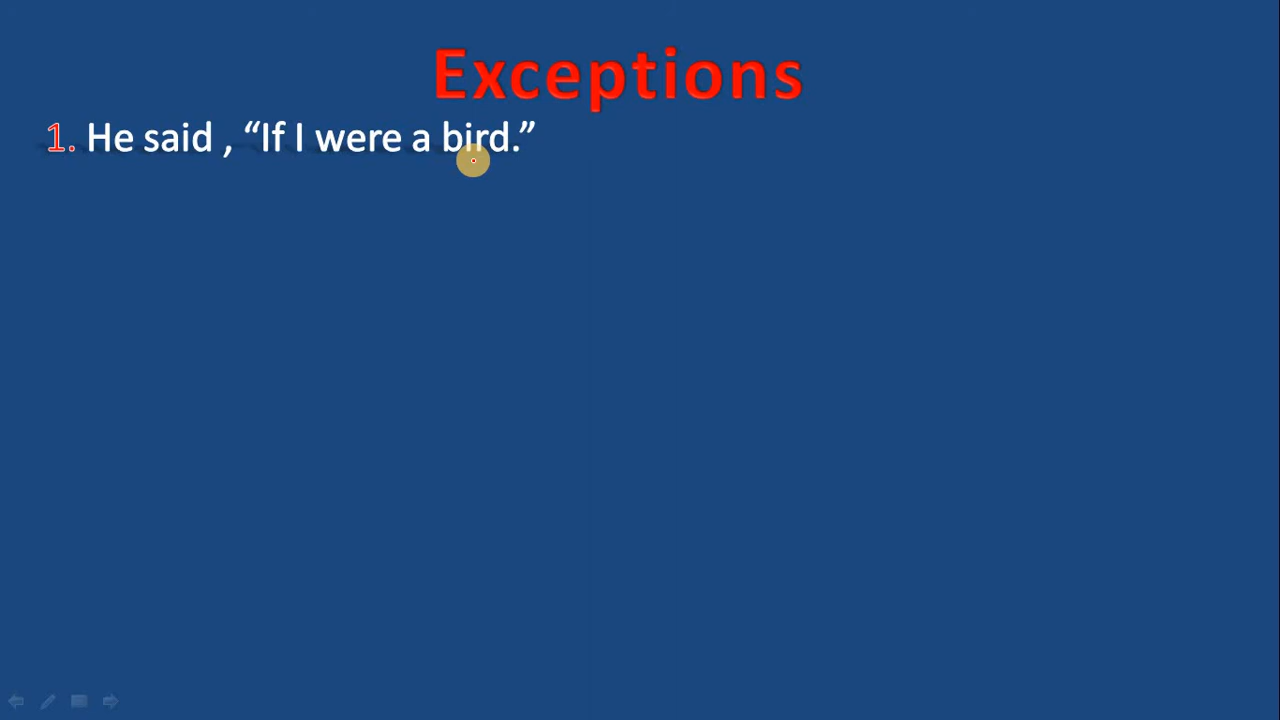 Exceptions
1. He said , “If I were a bird.”